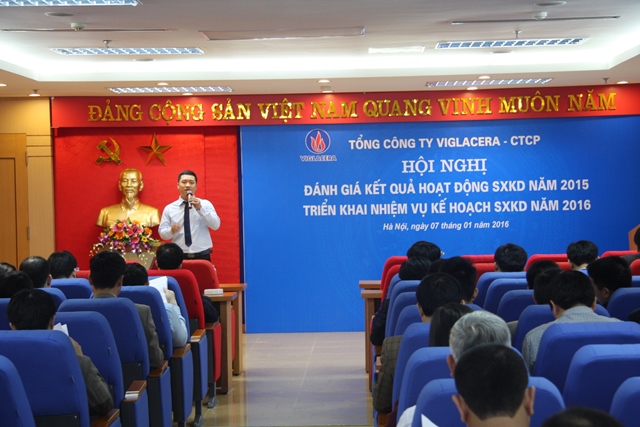 ĐẢNG CỘNG SẢN VIỆT NAM QUANG VINH MUÔN NĂM
VIGLACERA
TỔNG CÔNG TY VIGLACERA - CTCP
HỘI NGHỊ
ĐÁNH GIÁ KẾT QUẢ HOẠT ĐỘNG SXKD NĂM 2015
TRIỂN KHAI NHIỆM VỤ KẾ HOẠCH SXKD NĂM 2016
Hà Nội, ngày 07 tháng 01 năm 2016